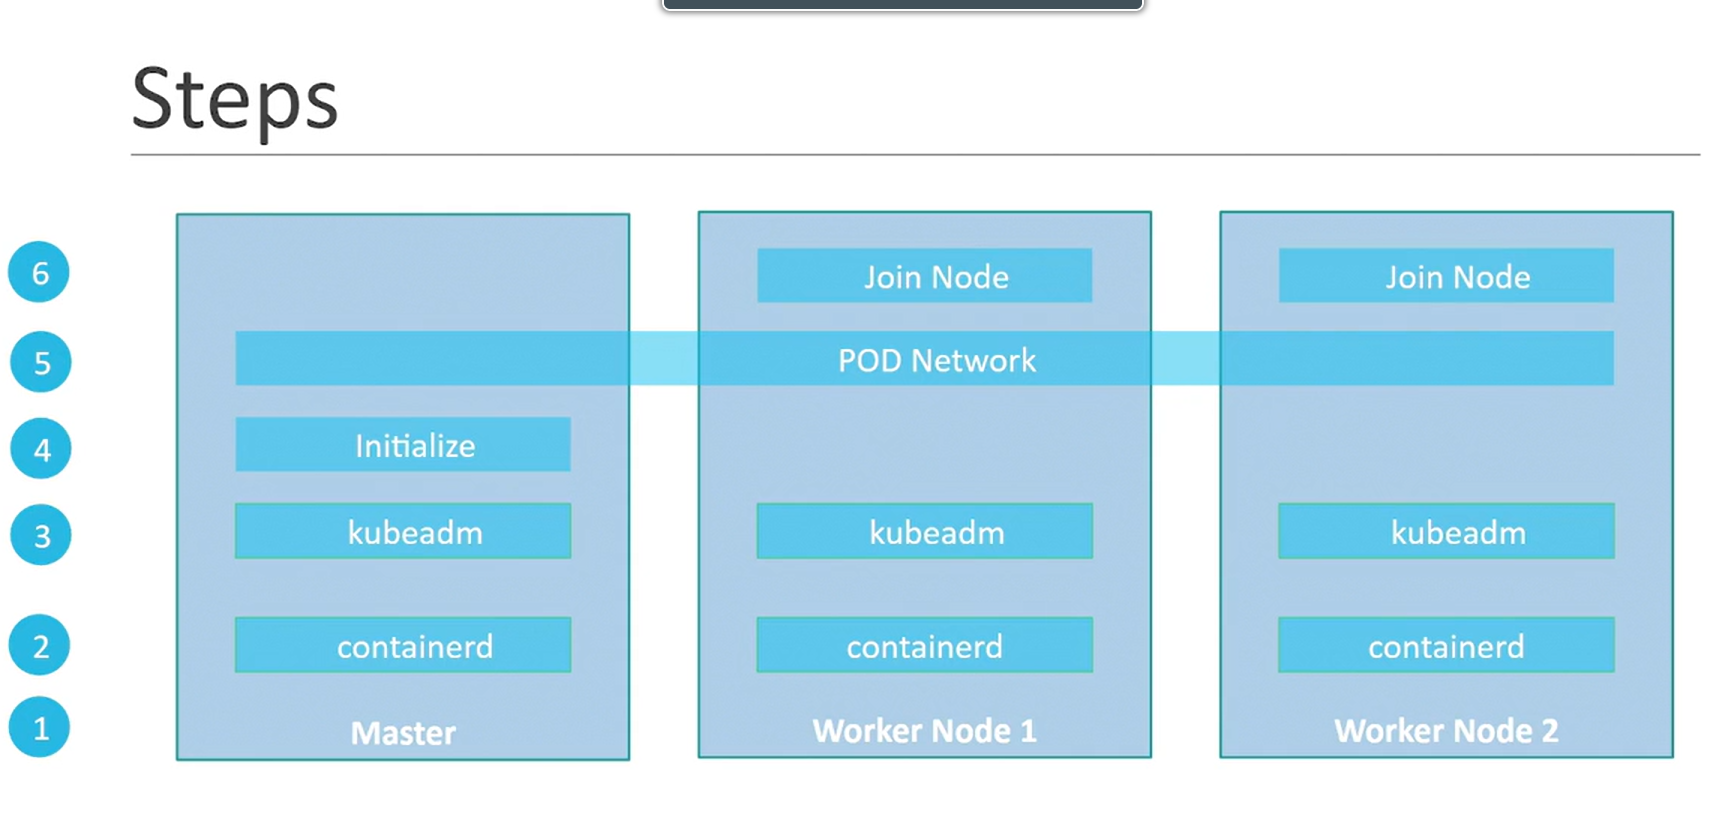 Steps
6
Join Node
Join Node
5
POD Network
4
Initialize
3
kubeadm
kubeadm
kubeadm
2
containerd
containerd
containerd
1
Master
Worker Node 1
Worker Node 2